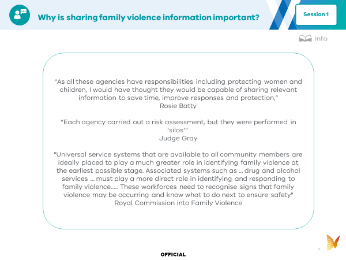 Why is sharing family violence information important?
Session 1
Info
"As all these agencies have responsibilities including protecting women and
children, I would have thought they would be capable of sharing relevant
information to save time, improve responses and protection,"
Rosie Batty
"Each agency carried out a risk assessment, but they were performed in
'silos'"
Judge Gray
"Universal service systems that are available to all community members are
ideally placed to play a much greater role in identifying family violence at
the earliest possible stage. Associated systems such as ... drug and alcohol
services ... must play a more direct role in identifying and responding to
family violence.... These workforces need to recognise signs that family
violence may be occurring and know what to do next to ensure safety"
Royal Commission into Family Violence
OFFICIAL